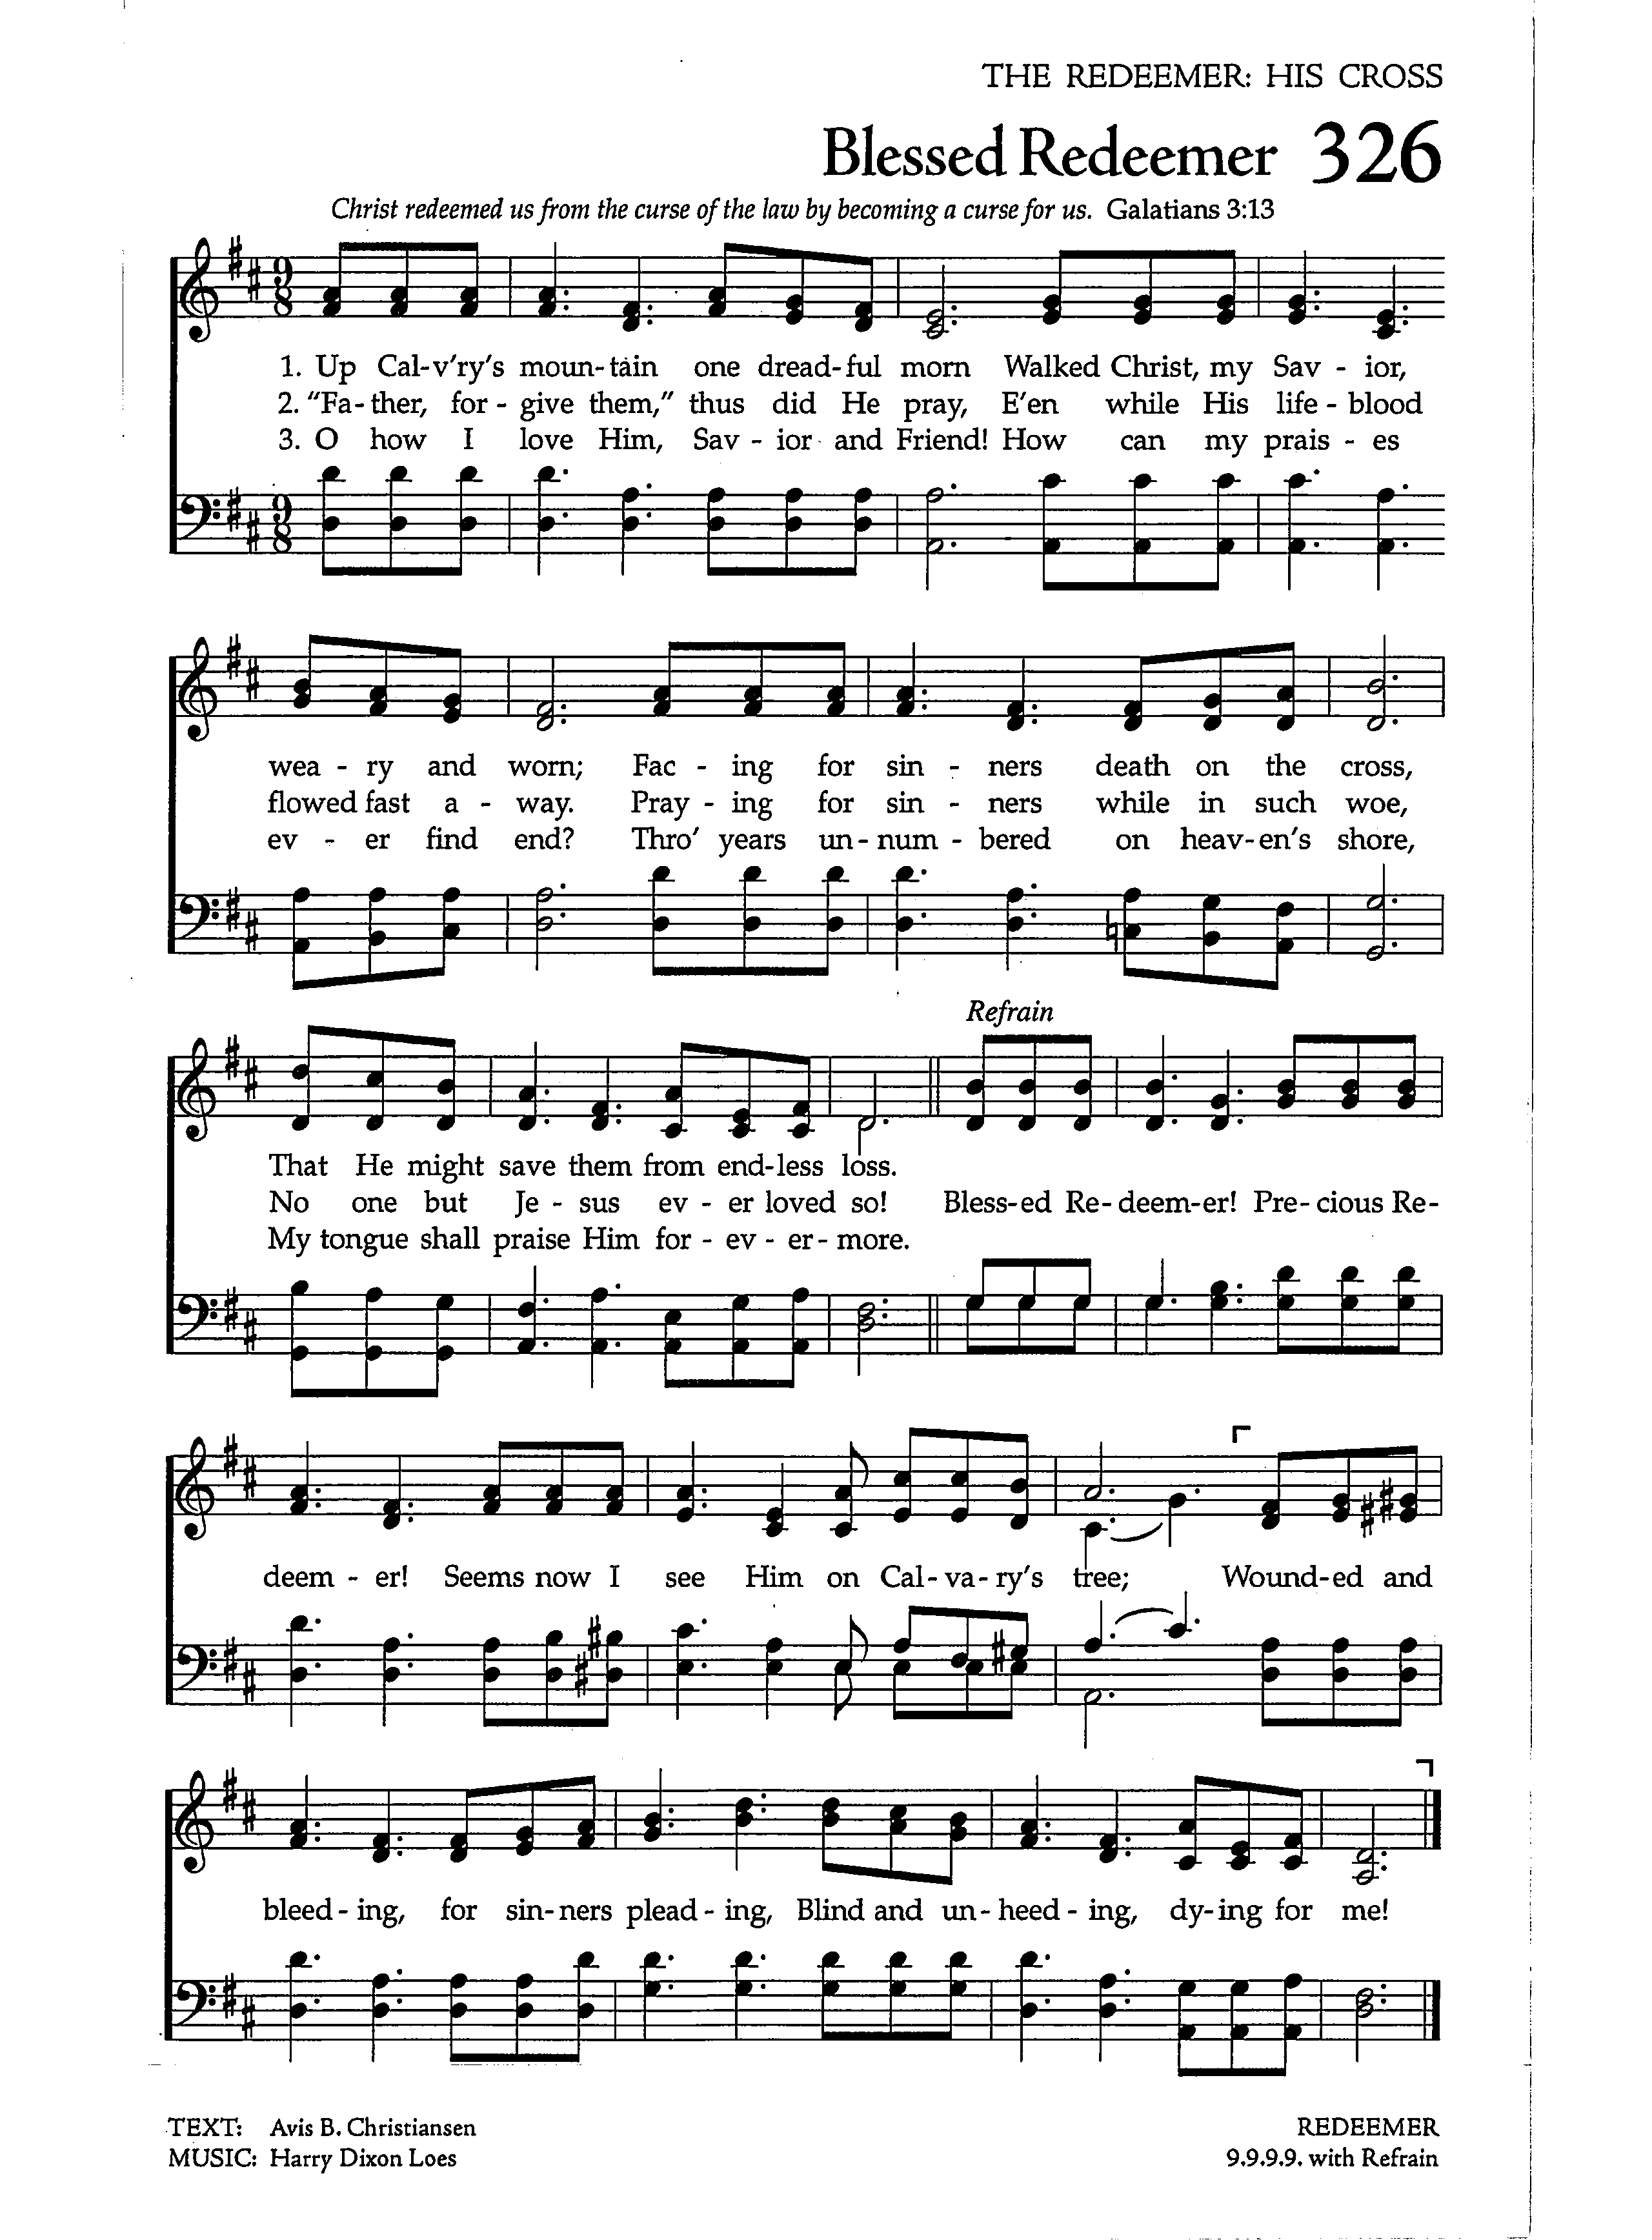 THE REDEEMER: HIS CROSS
Blessed Redeemer 326
Christ redeemed us from the curse of the law by becoming a curse for us. Galatians 3:13
9 8
1. Up Cal-v'ry's moun-tain one dread-ful morn Walked Christ, my Sav - ior,
2. "Fa-ther, for - give them," thus did He pray, E'en while His life - blood
3. O how I love Him, Sav - ior and Friend! How can my prais - es
9 8
wea - ry and worn; Fac - ing for sin - ners death on the cross,
flowed fast a - way. Pray - ing for sin - ners while in such woe,
ev - er find end? Thro' years un-num - bered on heav-en's shore,
Refrain
That He might save them from end-less loss.
No one but Je - sus ev - er loved so! Bless-ed Re-deem-er! Pre-cious Re-
My tongue shall praise Him for - ev - er-more.
deem - er! Seems now I see Him on Cal-va-ry's tree; Wound-ed and
bleed - ing, for sin-ners plead - ing, Blind and un-heed - ing, dy-ing for me!
TEXT: Avis B. Christiansen
REDEEMER
MUSIC: Harry Dixon Loes
9.9.9.9. with Refrain